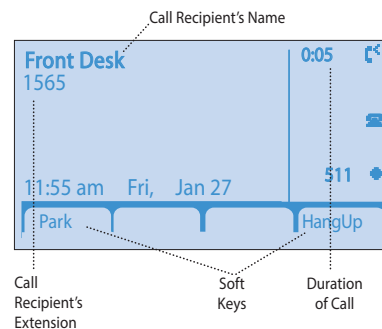 Call Recipient's Name
Front Desk 0:05
1565
511
11:55 am Fri, Jan 27
Park HangUp
Call Recipient's Extension
Soft Keys
Duration of Call